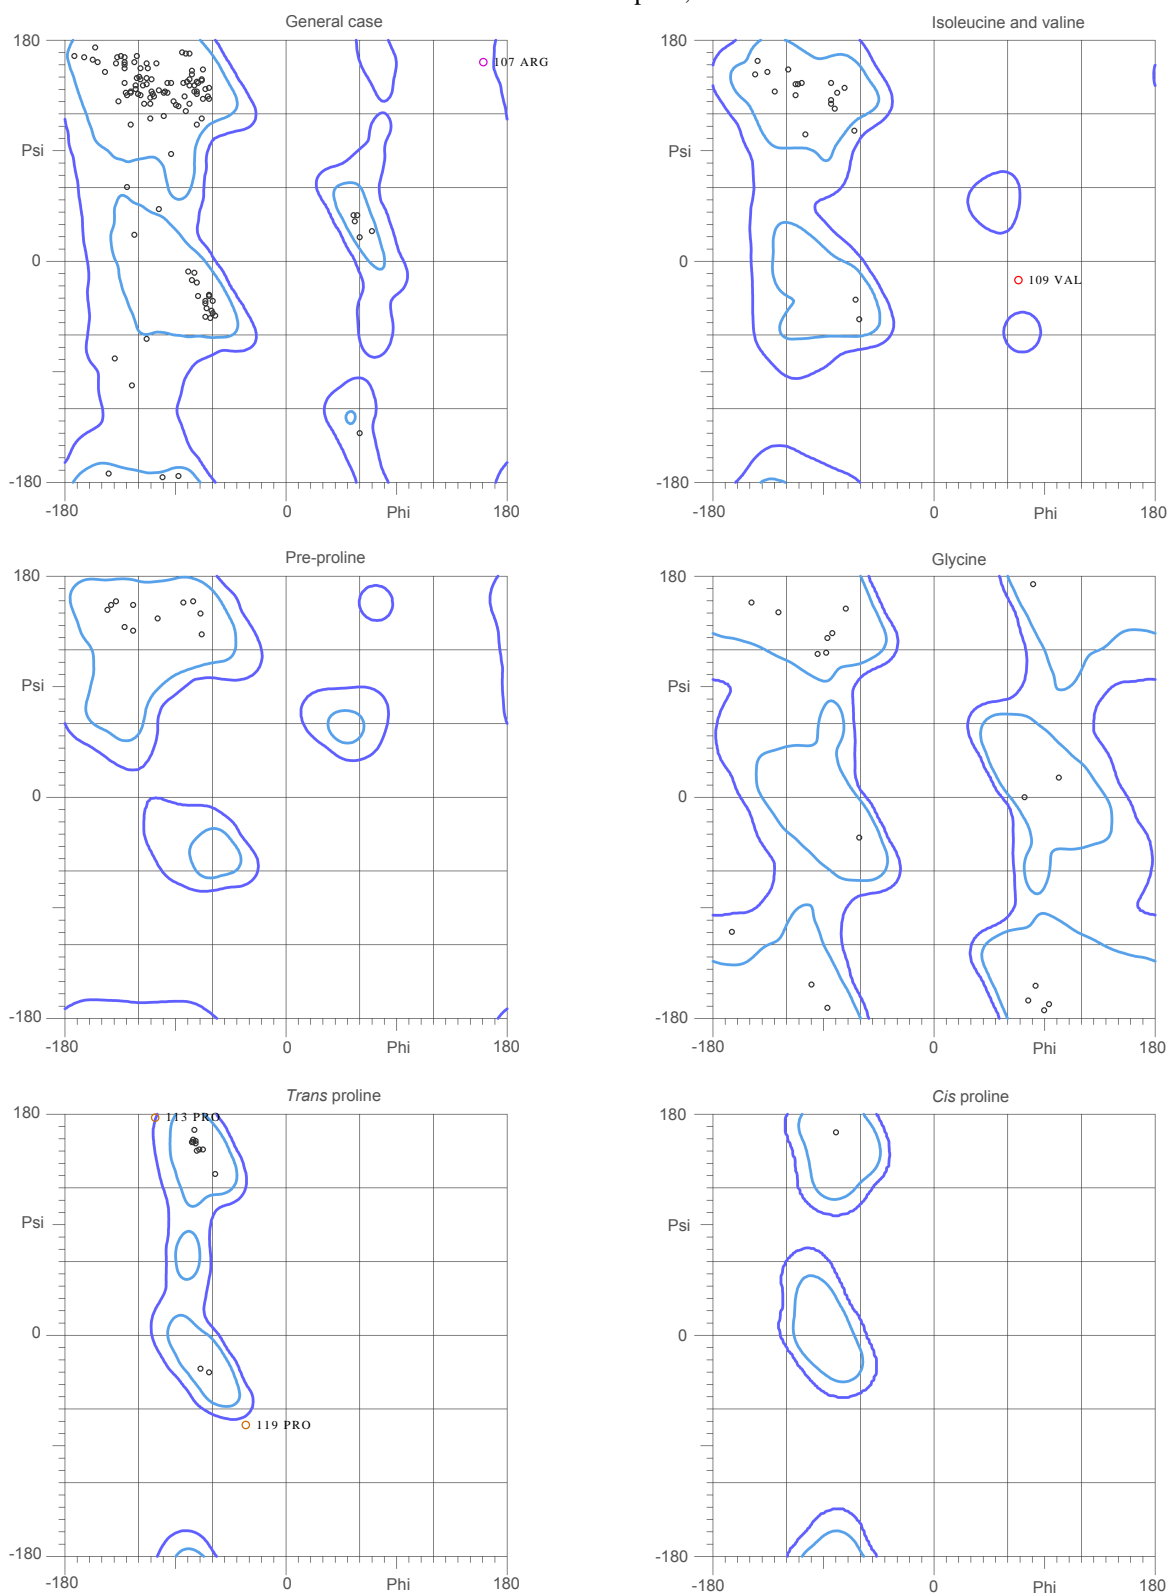 General case
180
107 ARG
Psi
0
-180
-180
0
Phi
180
Isoleucine and valine
180
Psi
0
109 VAL
-180
-180
0
Phi
180
Pre-proline
180
Psi
0
-180
-180
0
Phi
180
Glycine
180
Psi
0
-180
-180
0
Phi
180
Trans proline
180
113 PRO
Psi
0
119 PRO
-180
-180
0
Phi
180
Cis proline
180
Psi
0
-180
-180
0
Phi
180